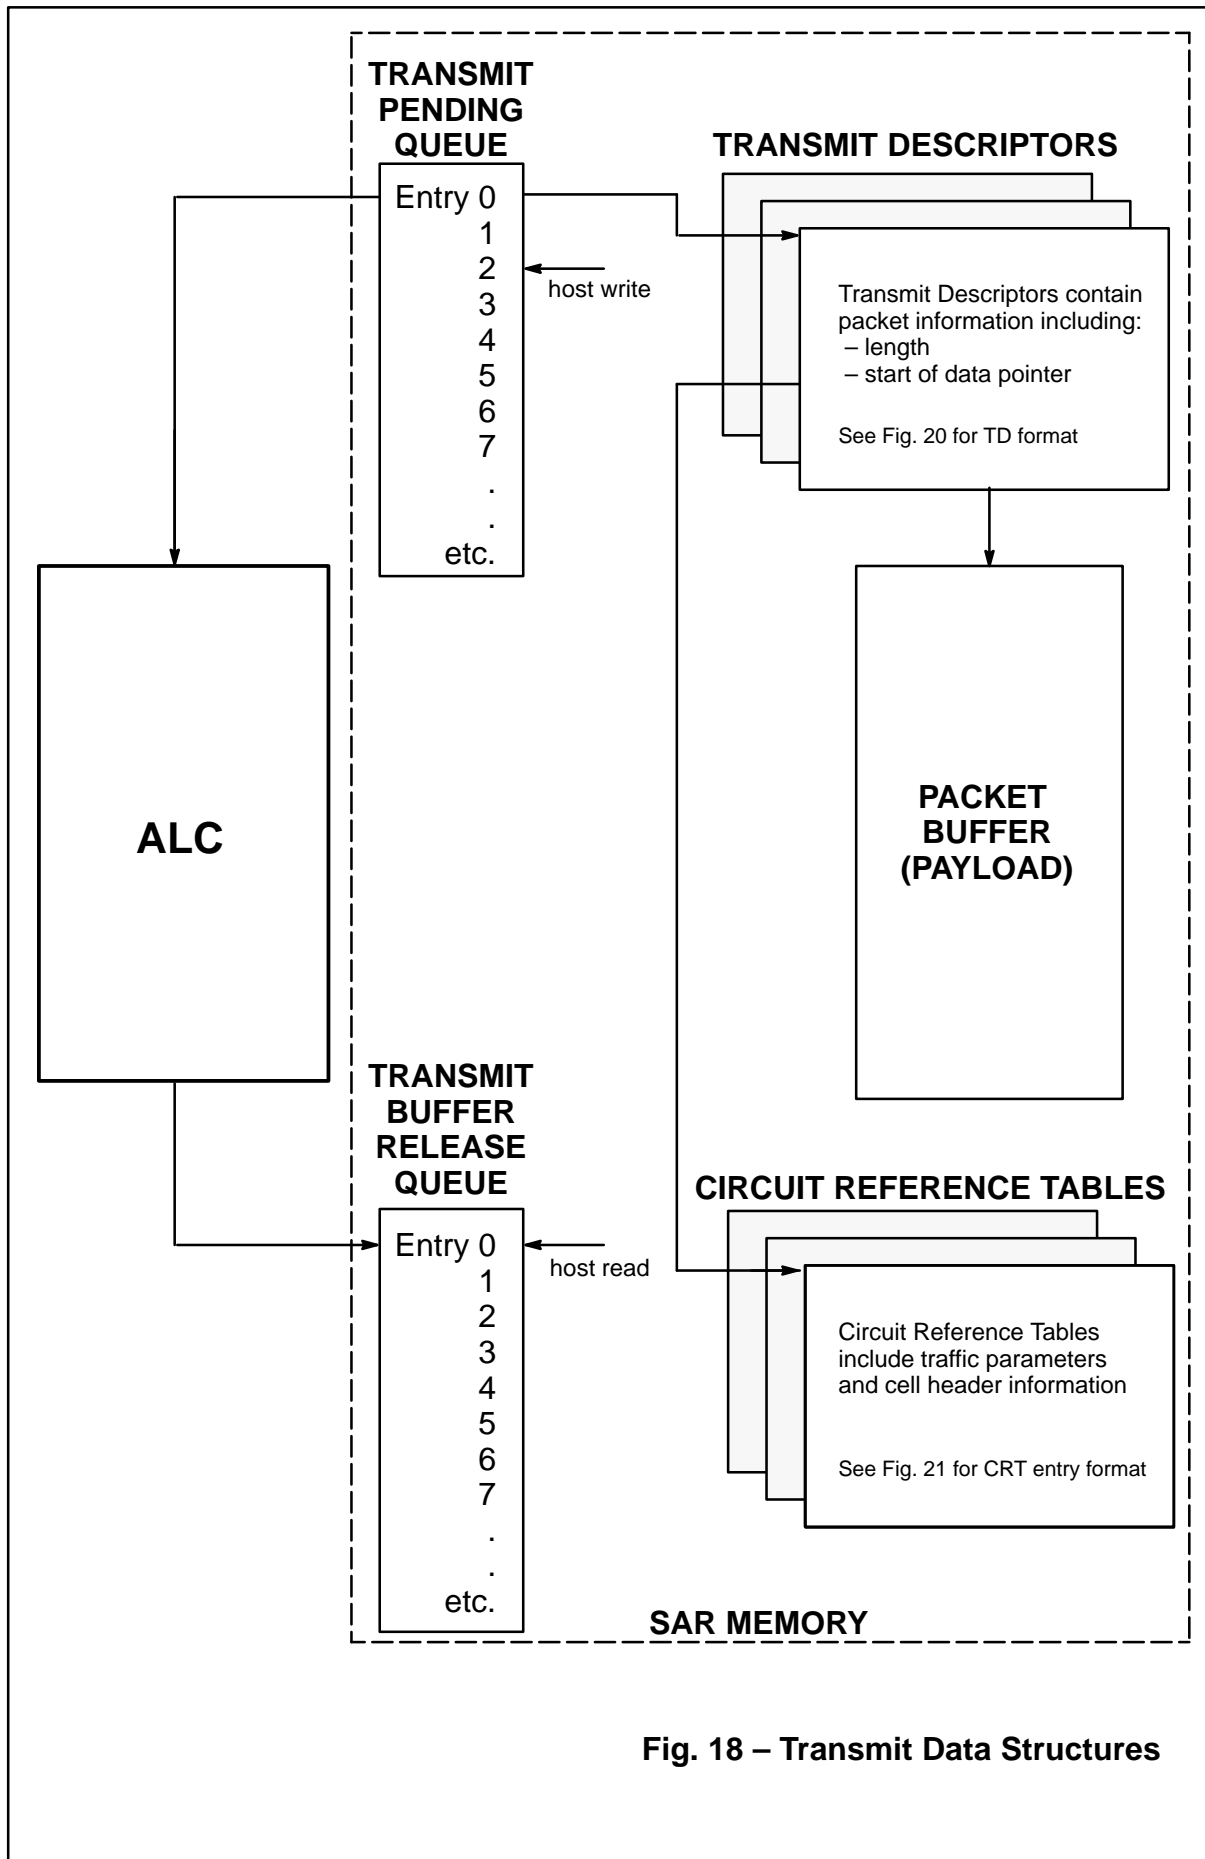 TRANSMIT
PENDING
QUEUE
Entry 0
1
2
3
4
5
6
7
.
.
etc.
host write
TRANSMIT DESCRIPTORS
Transmit Descriptors contain
packet information including:
– length
– start of data pointer
See Fig. 20 for TD format
ALC
PACKET
BUFFER
(PAYLOAD)
TRANSMIT
BUFFER
RELEASE
QUEUE
Entry 0
1
2
3
4
5
6
7
.
.
etc.
host read
CIRCUIT REFERENCE TABLES
Circuit Reference Tables
include traffic parameters
and cell header information
See Fig. 21 for CRT entry format
SAR MEMORY
Fig. 18 – Transmit Data Structures